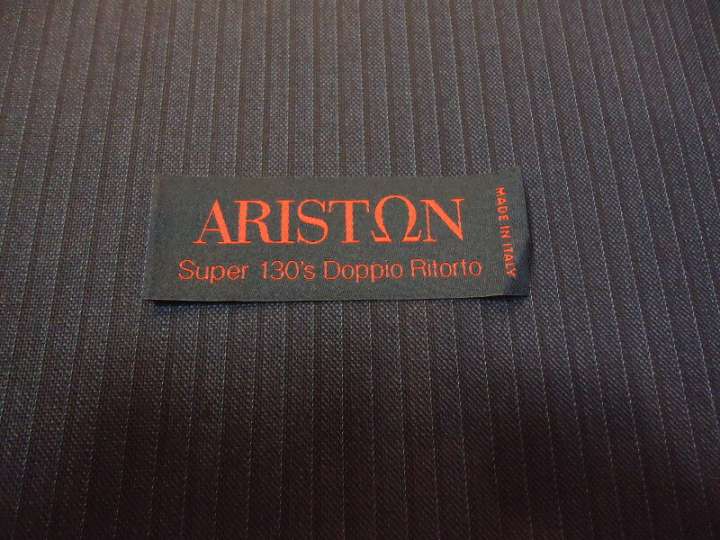 ARISTΩN
Super 130's Doppio Ritorto
MADE IN ITALY